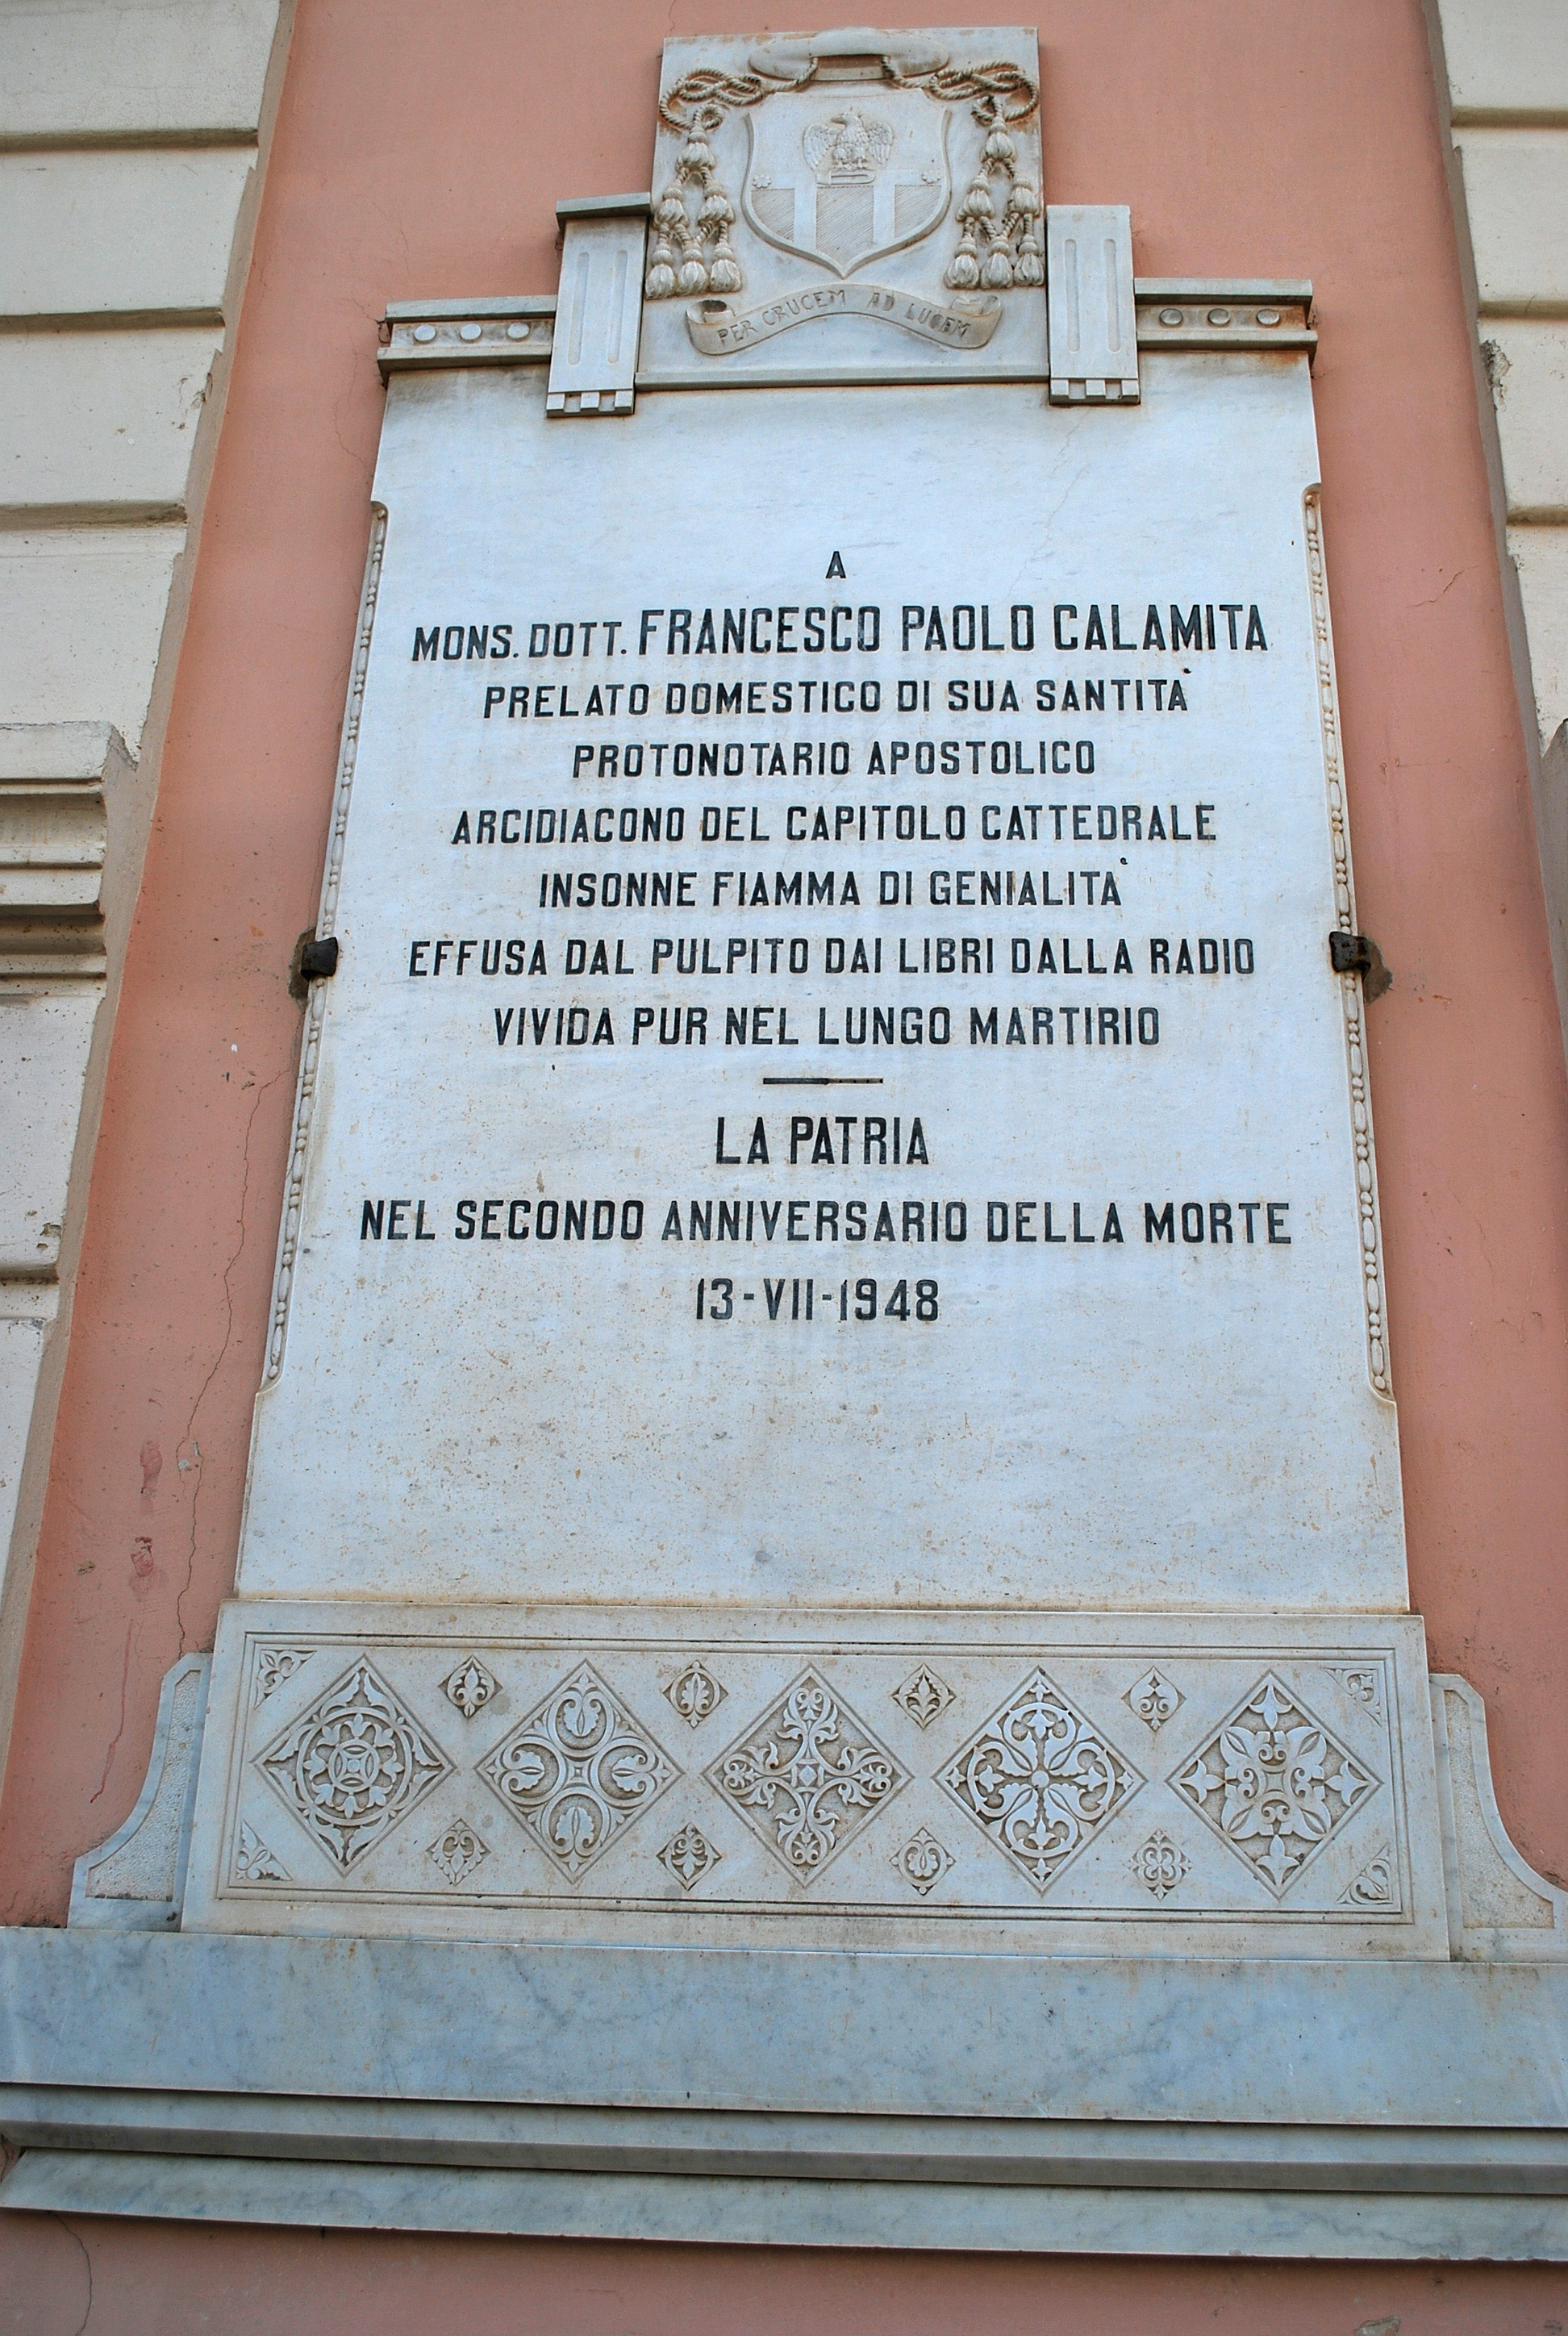 PER CRUCEM AD LUCEM
A
MONS. DOTT. FRANCESCO PAOLO CALAMITA
PRELATO DOMESTICO DI SUA SANTITÀ
PROTONOTARIO APOSTOLICO
ARCIDIACONO DEL CAPITOLO CATTEDRALE
INSONNE FIAMMA DI GENIALITÀ
EFFUSA DAL PULPITO DAI LIBRI DALLA RADIO
VIVIDA PUR NEL LUNGO MARTIRIO
LA PATRIA
NEL SECONDO ANNIVERSARIO DELLA MORTE
13-VII-1948